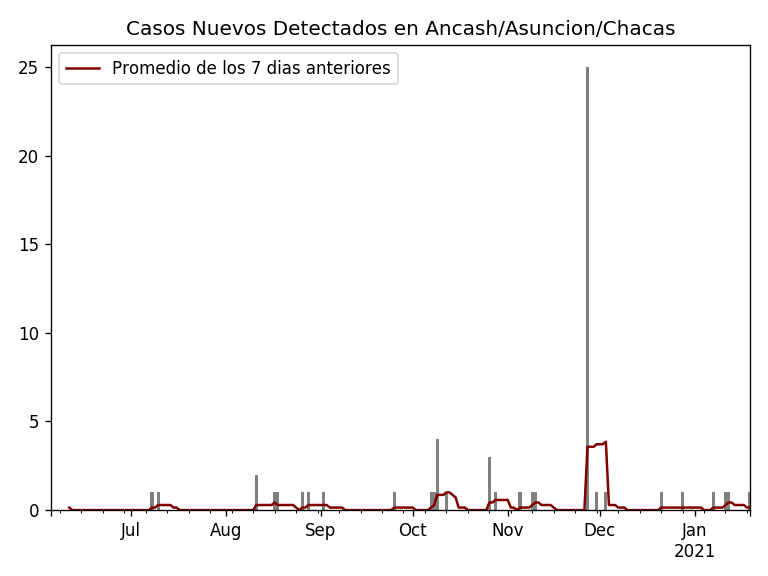 Casos Nuevos Detectados en Ancash/Asuncion/Chacas
Promedio de los 7 dias anteriores
25
20
15
10
5
0
Jul Aug Sep Oct Nov Dec Jan
2021